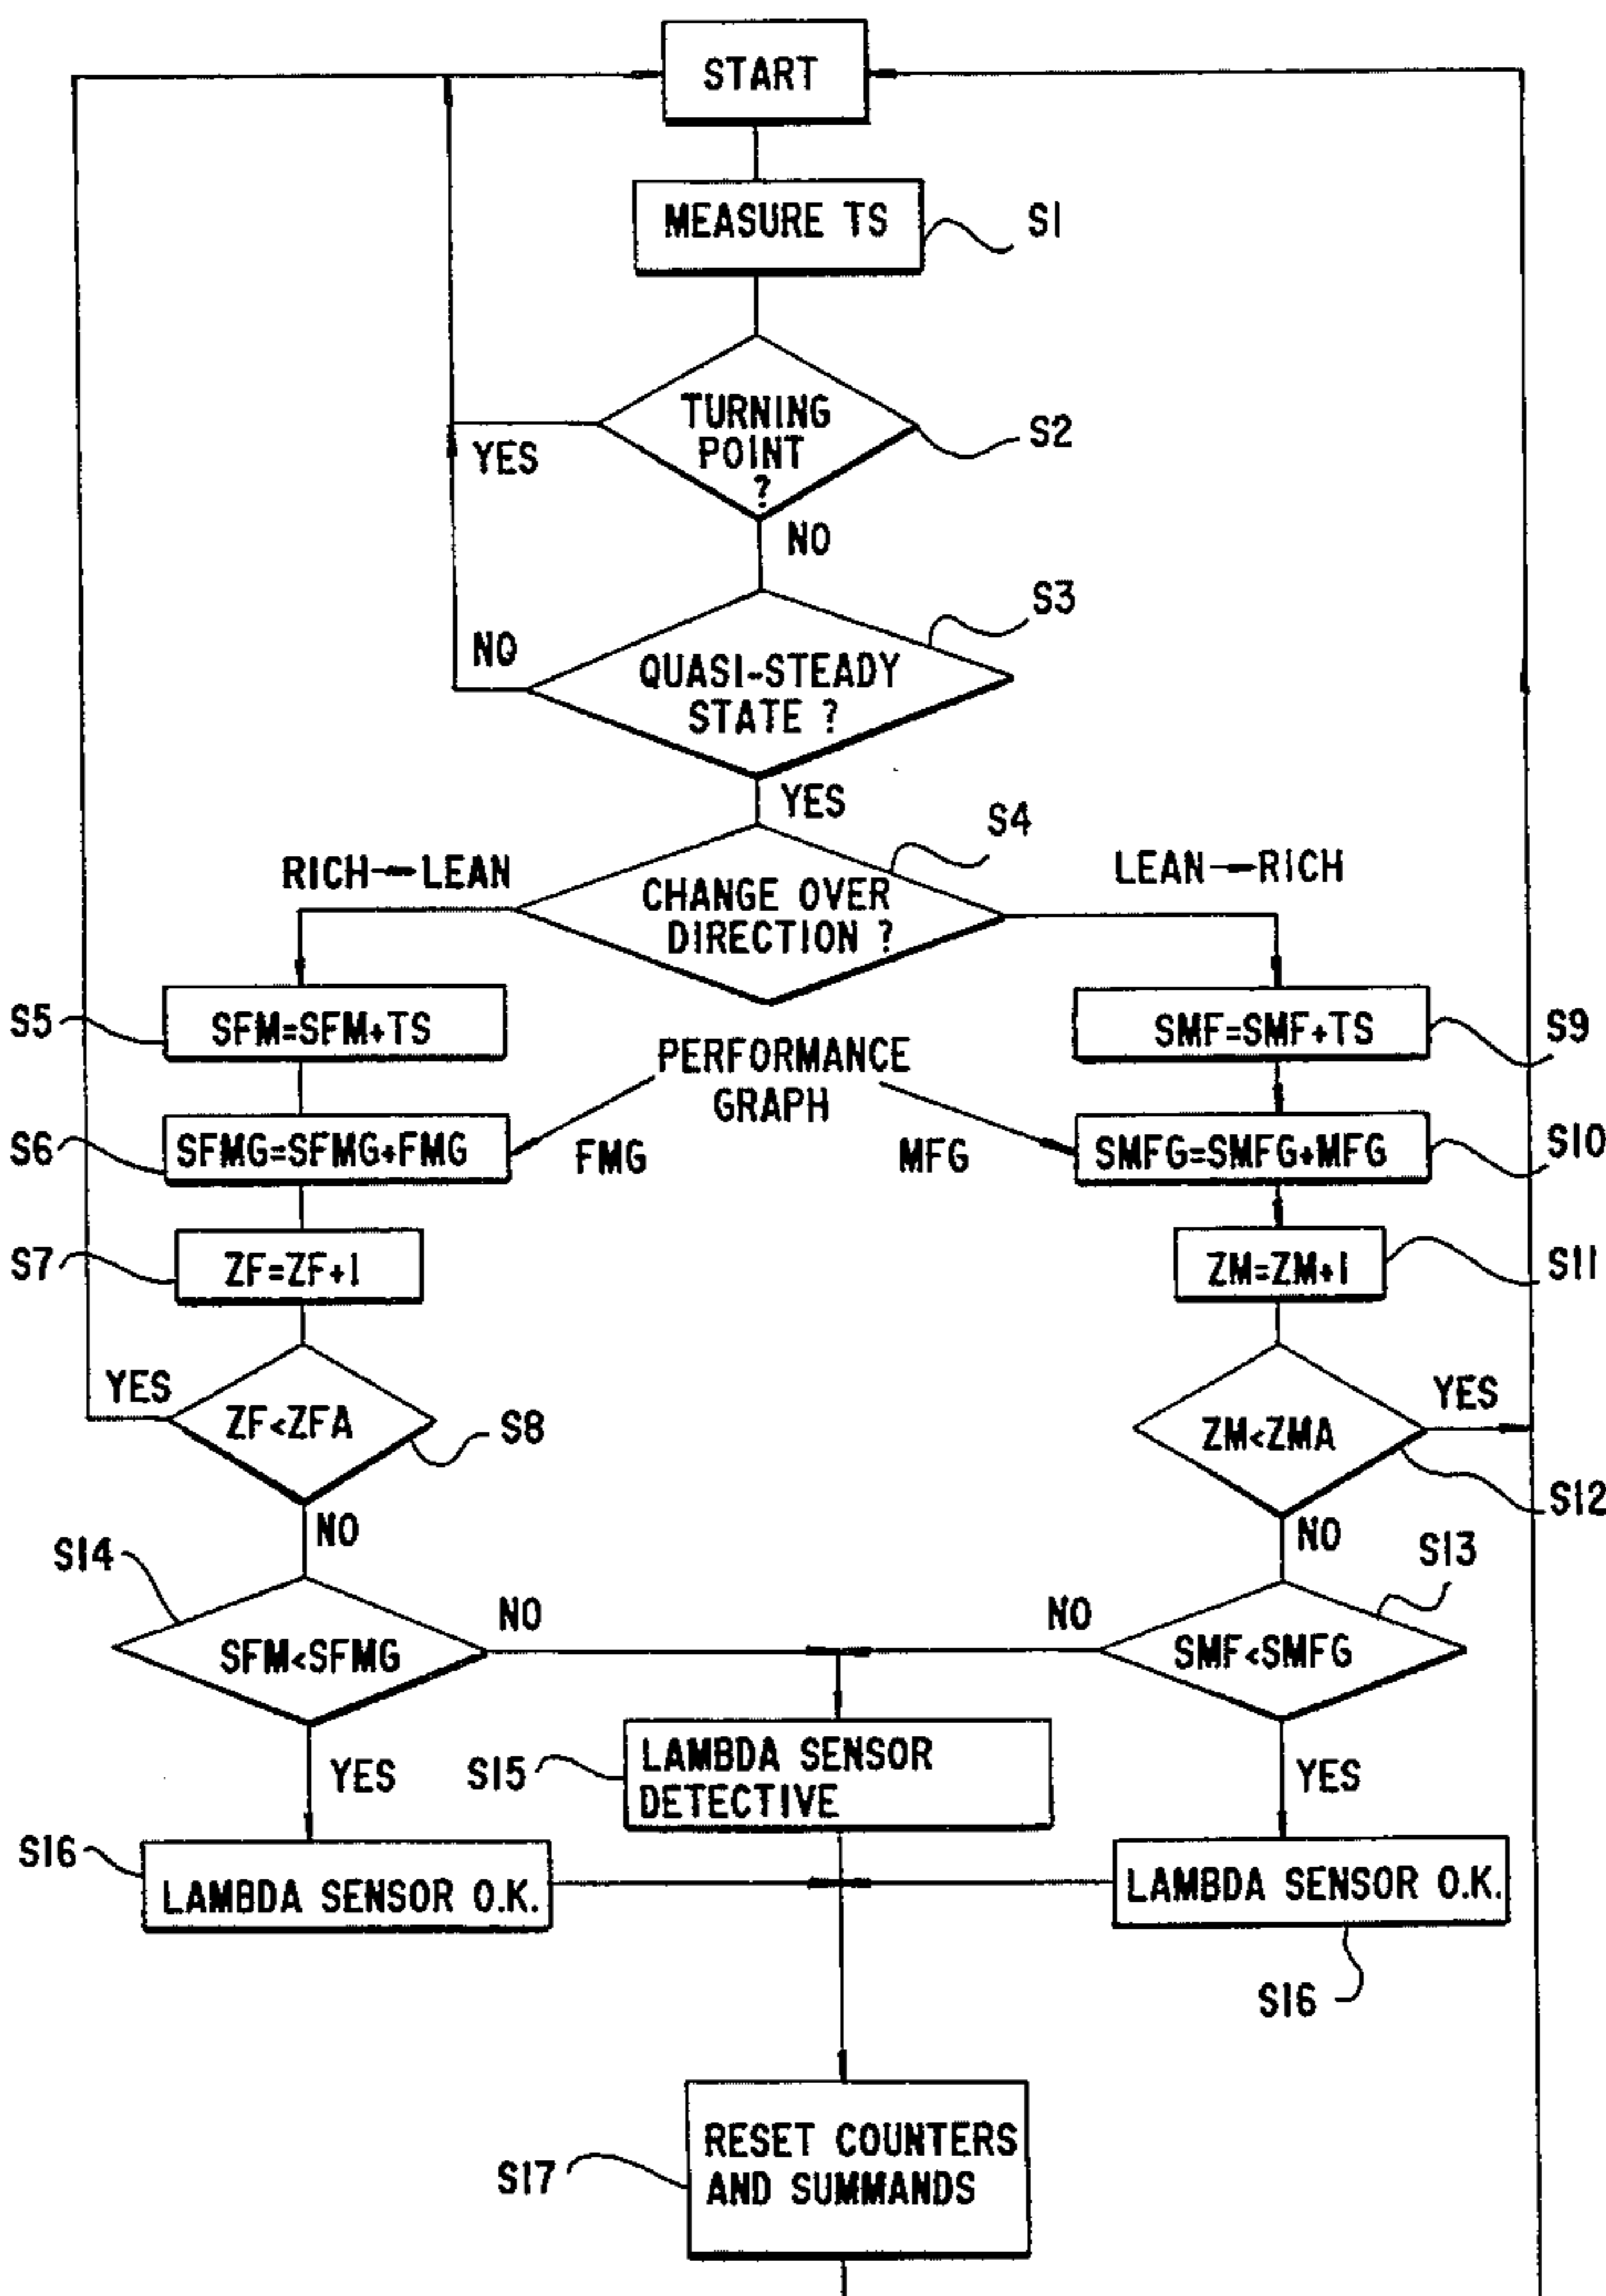 START
MEASURE TS
S1
TURNING
POINT
?
S2
YES
NO
S3
NO
QUASI-STEADY
STATE ?
YES
S4
RICH—LEAN
LEAN—RICH
CHANGE OVER
DIRECTION ?
S5
SFM=SFM+TS
SMF=SMF+TS
S9
PERFORMANCE
GRAPH
S6
SFMG=SFMG+FMG
FMG
MFG
SMFG=SMFG+MFG
S10
S7
ZF=ZF+1
ZM=ZM+1
S11
YES
ZF<ZFA
S8
ZM<ZMA
YES
S12
NO
NO
S14
S13
NO
NO
SFM<SFMG
SMF<SMFG
YES
S15
LAMBDA SENSOR
DETECTIVE
YES
S16
LAMBDA SENSOR O.K.
LAMBDA SENSOR O.K.
S16
S17
RESET COUNTERS
AND SUMMANDS